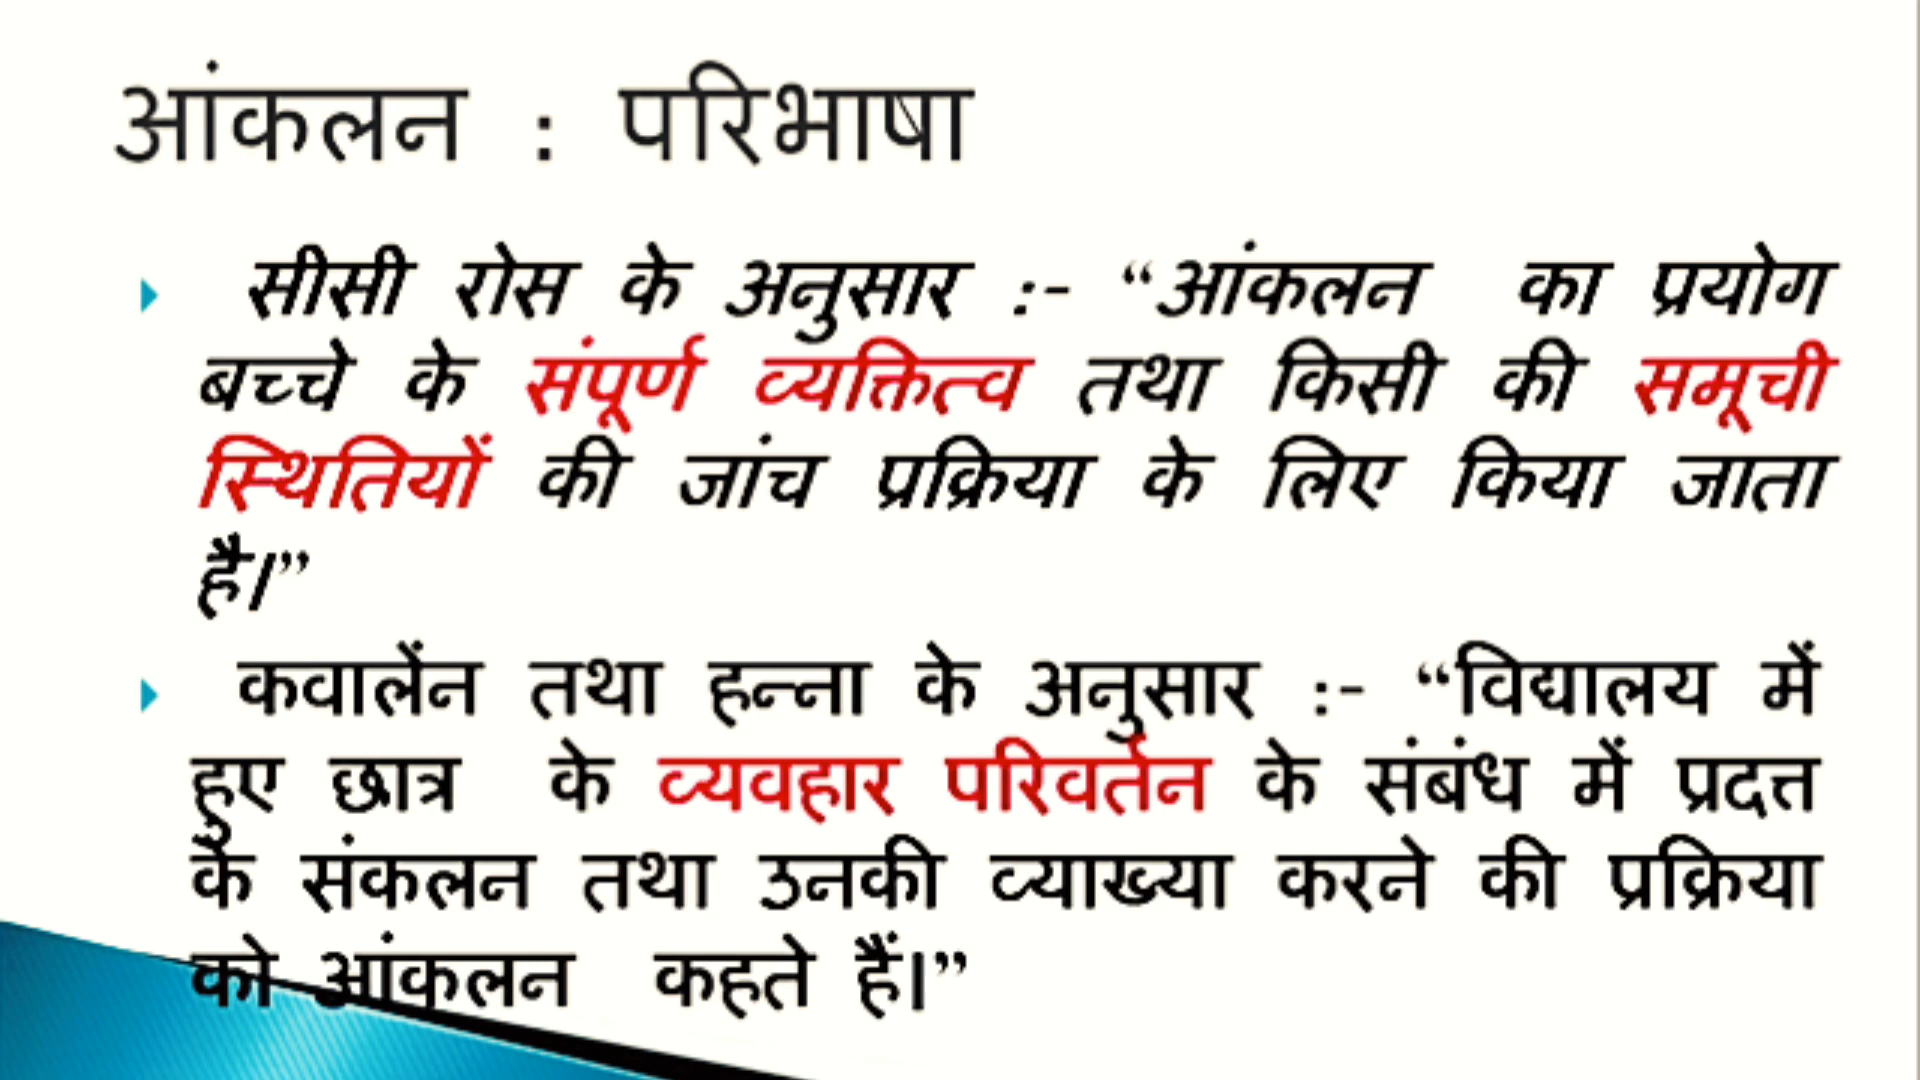 आंकलन : परिभाषा
सीसी रोस के अनुसार :- “आंकलन का प्रयोग
बच्चे के संपूर्ण व्यक्तित्व तथा किसी की समूची
स्थितियों की जांच प्रक्रिया के लिए किया जाता
है।”
कवालेंन तथा हन्ना के अनुसार :- “विद्यालय में
हुए छात्र के व्यवहार परिवर्तन के संबंध में प्रदत्त
के संकलन तथा उनकी व्याख्या करने की प्रक्रिया
को आंकलन कहते हैं।”